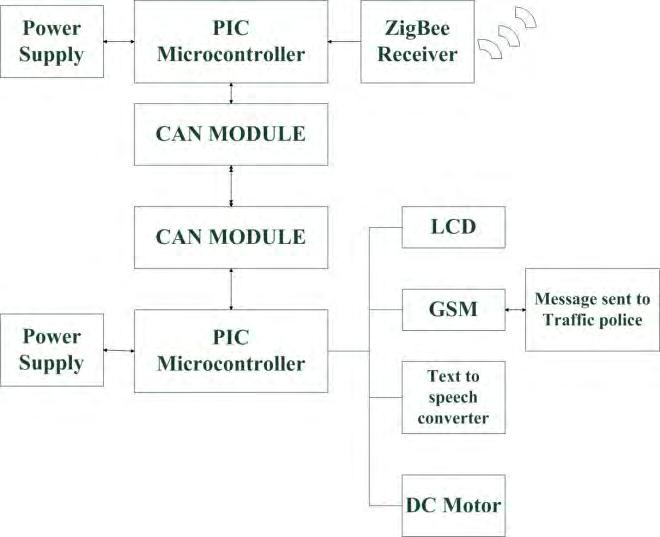 Power
Supply
PIC
Microcontroller
ZigBee
Receiver
CAN MODULE
CAN MODULE
LCD
GSM
Message sent to
Traffic police
Power
Supply
PIC
Microcontroller
Text to
speech
converter
DC Motor